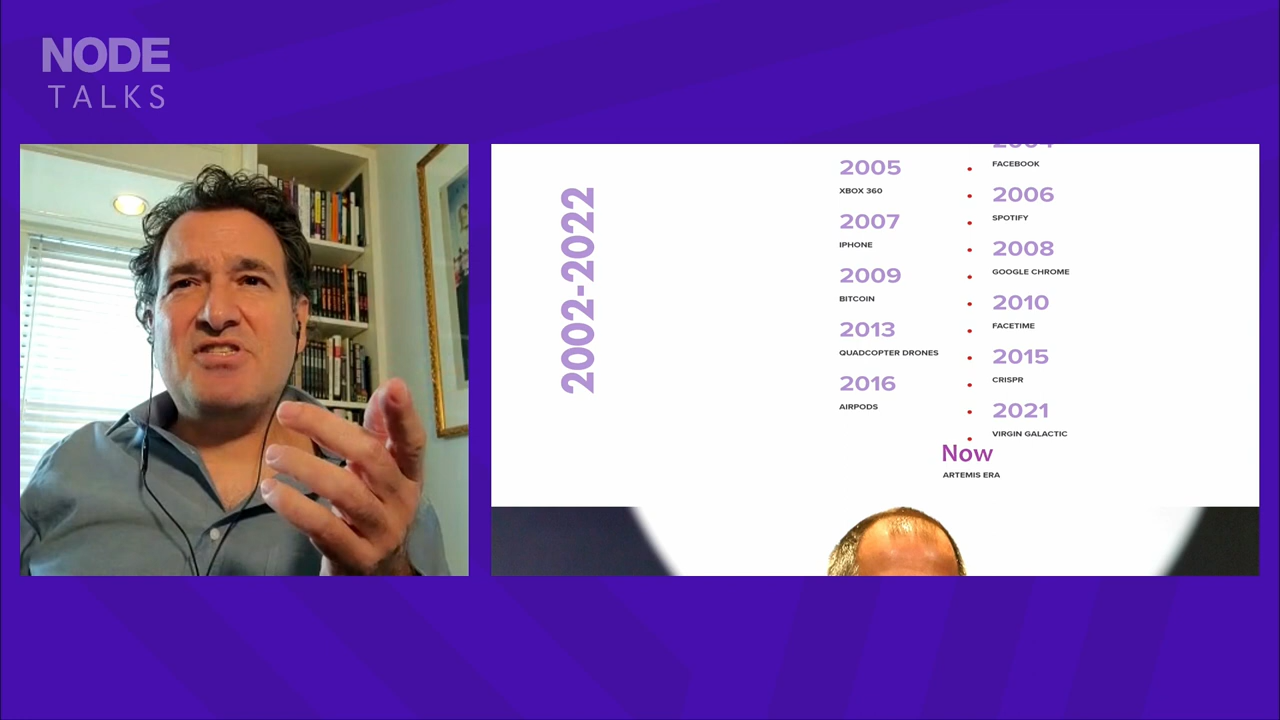 NODE
TALKS
2002-2022
2004
FACEBOOK
2005
XBOX 360
2006
SPOTIFY
2007
IPHONE
2008
GOOGLE CHROME
2009
BITCOIN
2010
FACETIME
2013
QUADCOPTER DRONES
2015
CRISPR
2016
AIRPODS
2021
VIRGIN GALACTIC
Now
ARTEMIS ERA